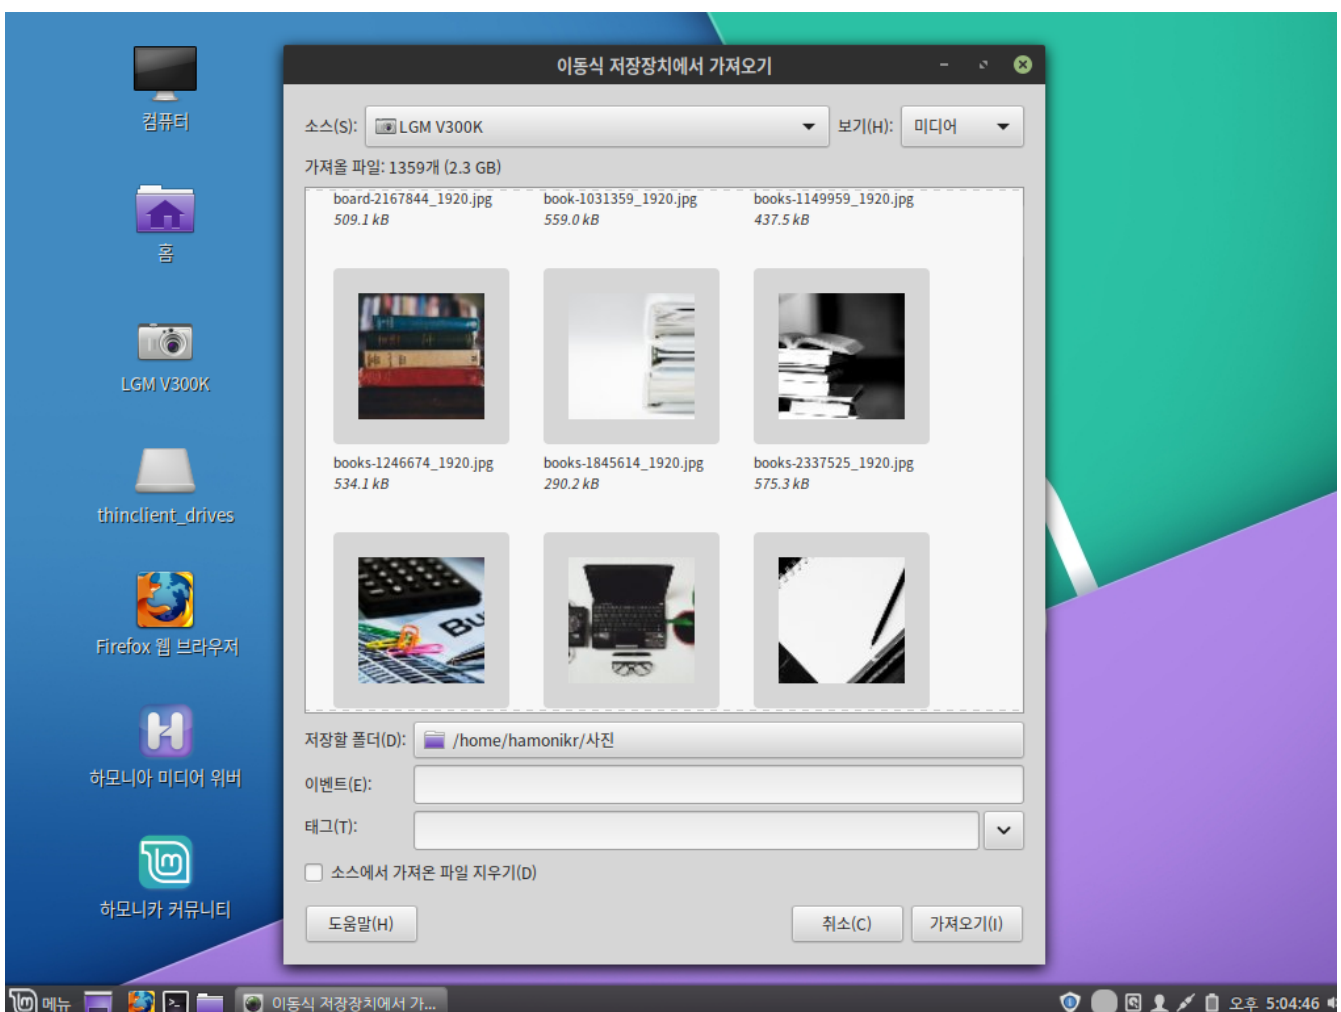 이동식 저장장치에서 가져오기
컴퓨터
소스(S): LGM V300K 보기(H): 미디어
가져올 파일: 1359개 (2.3 GB)
board-2167844_1920.jpg book-1031359_1920.jpg books-1149959_1920.jpg
509.1 kB 559.0 kB 437.5 kB
홈
LGM V300K
books-1246674_1920.jpg books-1845614_1920.jpg books-2337525_1920.jpg
534.1 kB 290.2 kB 575.3 kB
thinclient_drives
Bu
Firefox 웹 브라우저
저장할 폴더(D): /home/hamonikr/사진
하모니아 미디어 위버
이벤트(E):
태그(T):
소스에서 가져온 파일 지우기(D)
하모니카 커뮤니티
도움말(H) 취소(C) 가져오기(I)
메뉴 이동식 저장장치에서 가... 오후 5:04:46